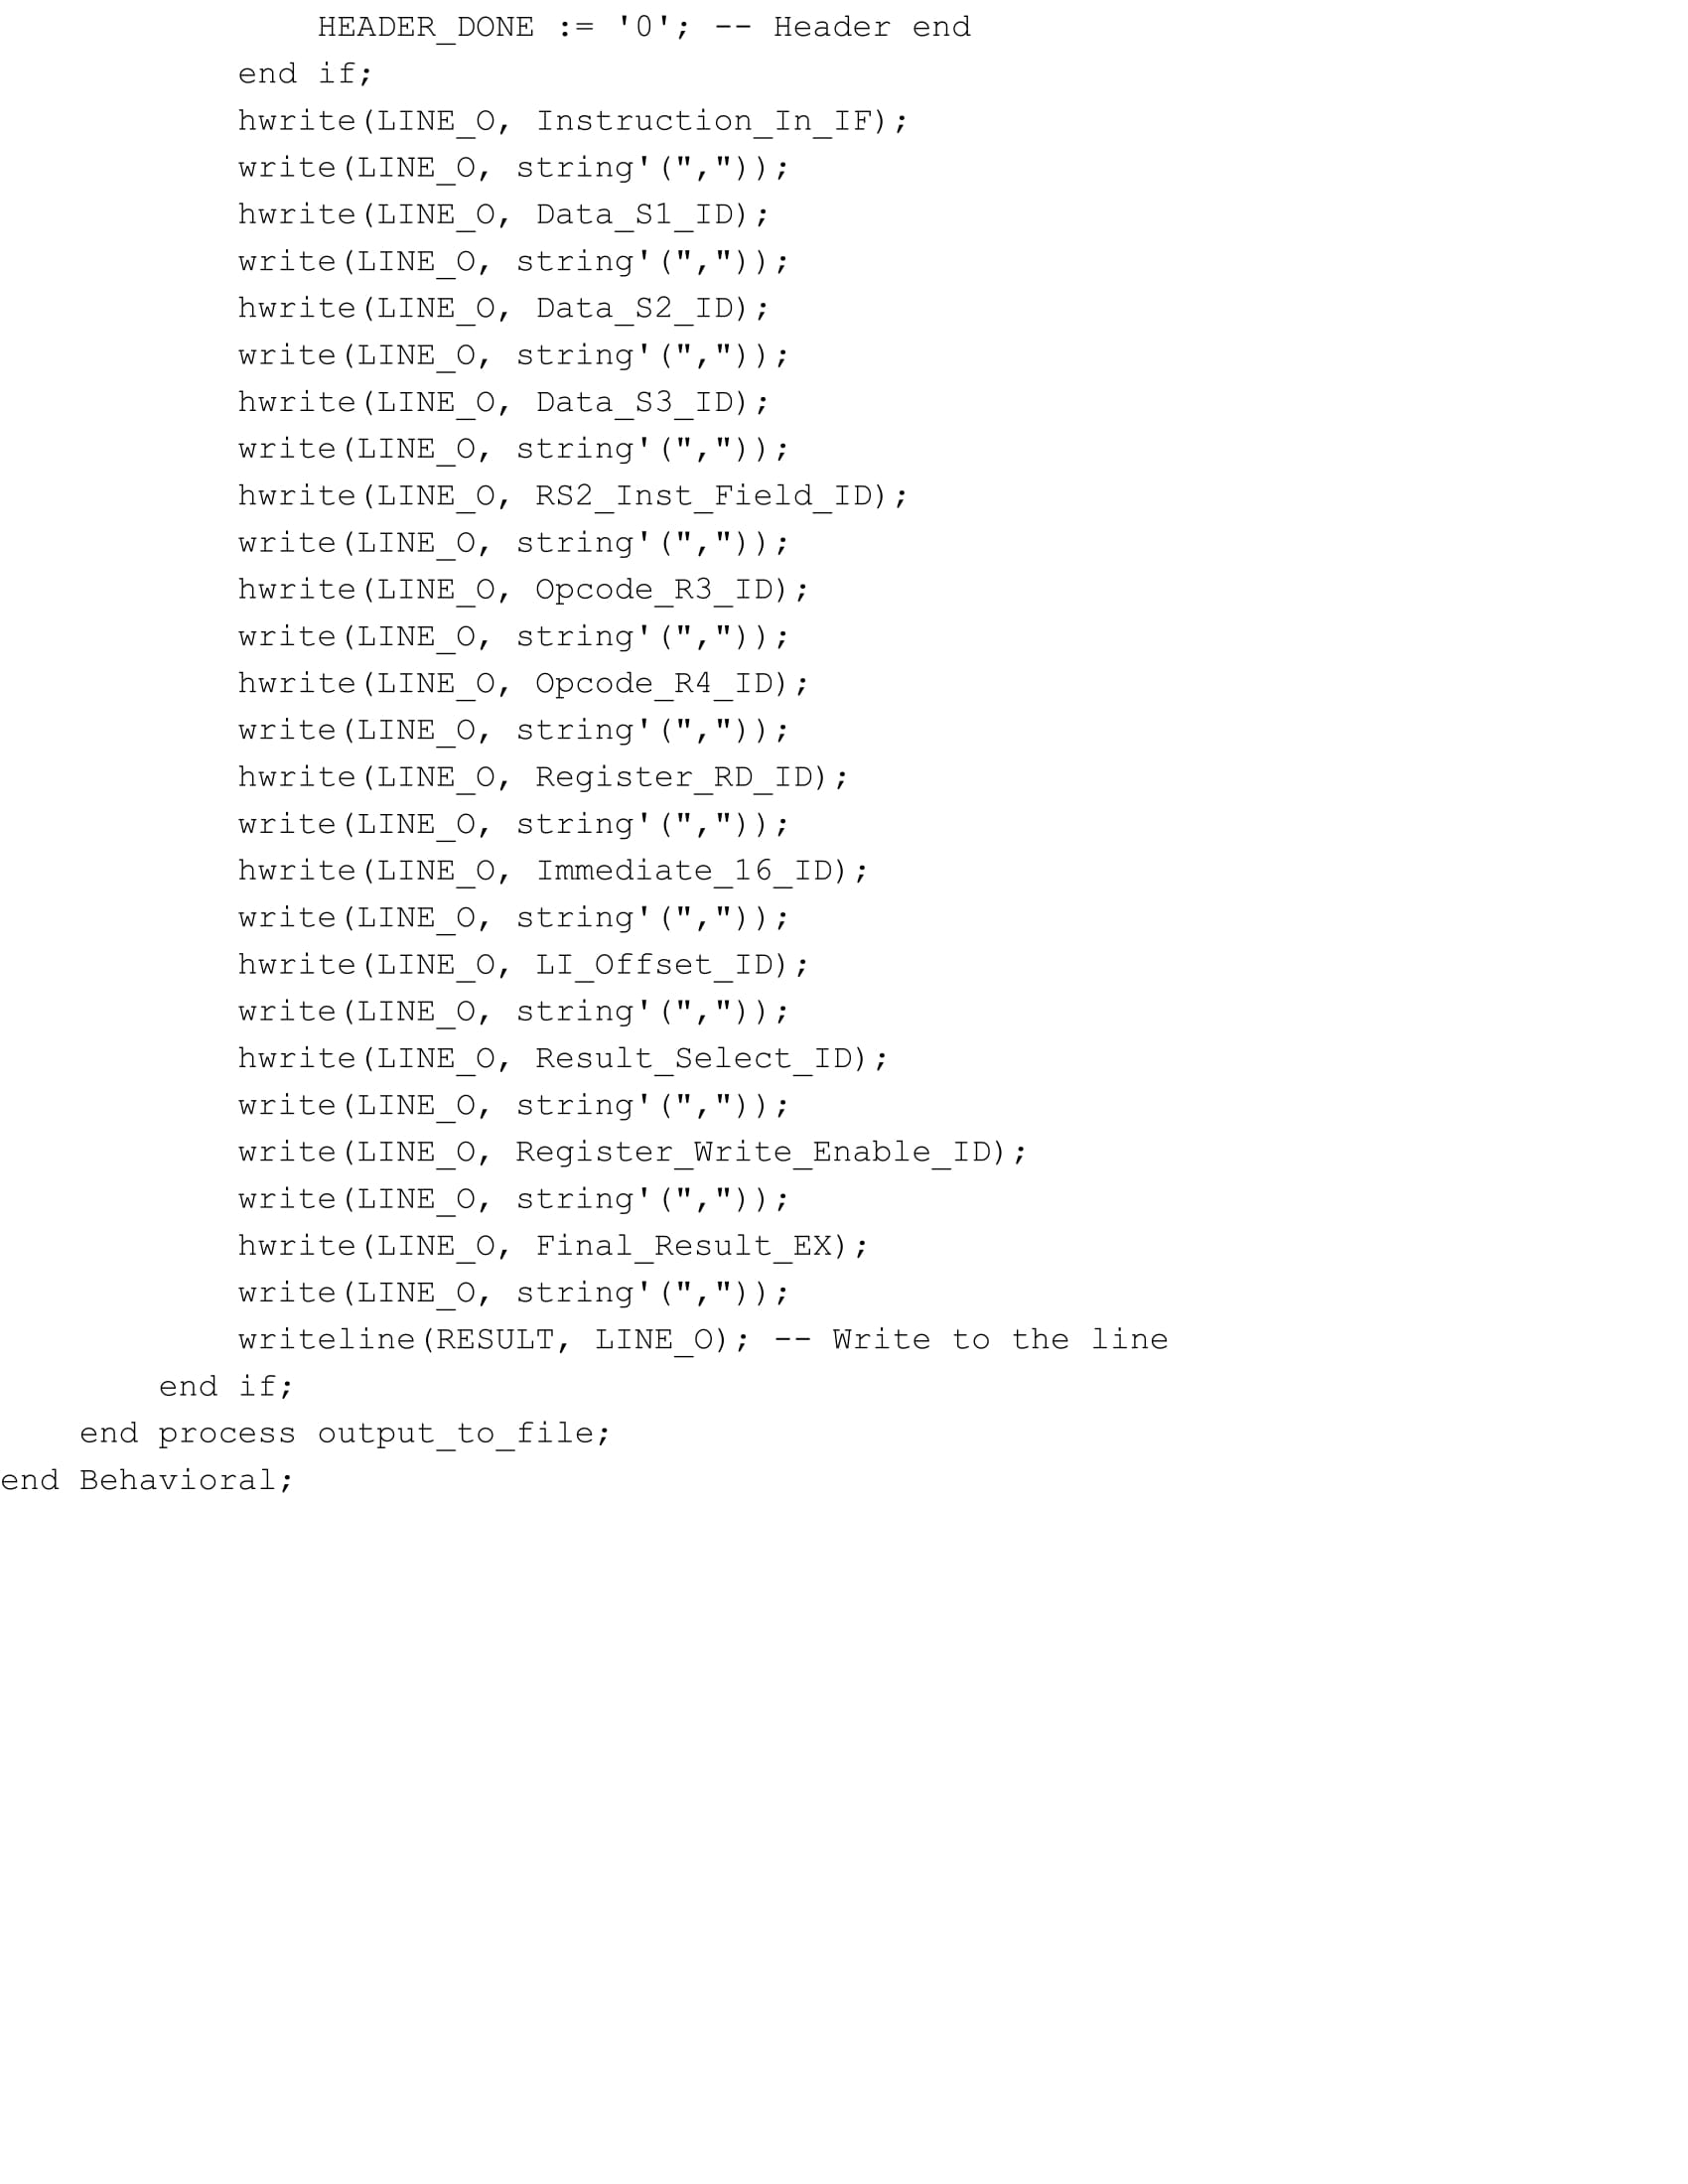 HEADER_DONE := '0'; -- Header end
            end if;
            hwrite(LINE_O, Instruction_In_IF);
            write(LINE_O, string'(","));
            hwrite(LINE_O, Data_S1_ID);
            write(LINE_O, string'(","));
            hwrite(LINE_O, Data_S2_ID);
            write(LINE_O, string'(","));
            hwrite(LINE_O, Data_S3_ID);
            write(LINE_O, string'(","));
            hwrite(LINE_O, RS2_Inst_Field_ID);
            write(LINE_O, string'(","));
            hwrite(LINE_O, Opcode_R3_ID);
            write(LINE_O, string'(","));
            hwrite(LINE_O, Opcode_R4_ID);
            write(LINE_O, string'(","));
            hwrite(LINE_O, Register_RD_ID);
            write(LINE_O, string'(","));
            hwrite(LINE_O, Immediate_16_ID);
            write(LINE_O, string'(","));
            hwrite(LINE_O, LI_Offset_ID);
            write(LINE_O, string'(","));
            hwrite(LINE_O, Result_Select_ID);
            write(LINE_O, string'(","));
            write(LINE_O, Register_Write_Enable_ID);
            write(LINE_O, string'(","));
            hwrite(LINE_O, Final_Result_EX);
            write(LINE_O, string'(","));
            writeline(RESULT, LINE_O); -- Write to the line
        end if;
    end process output_to_file;
end Behavioral;